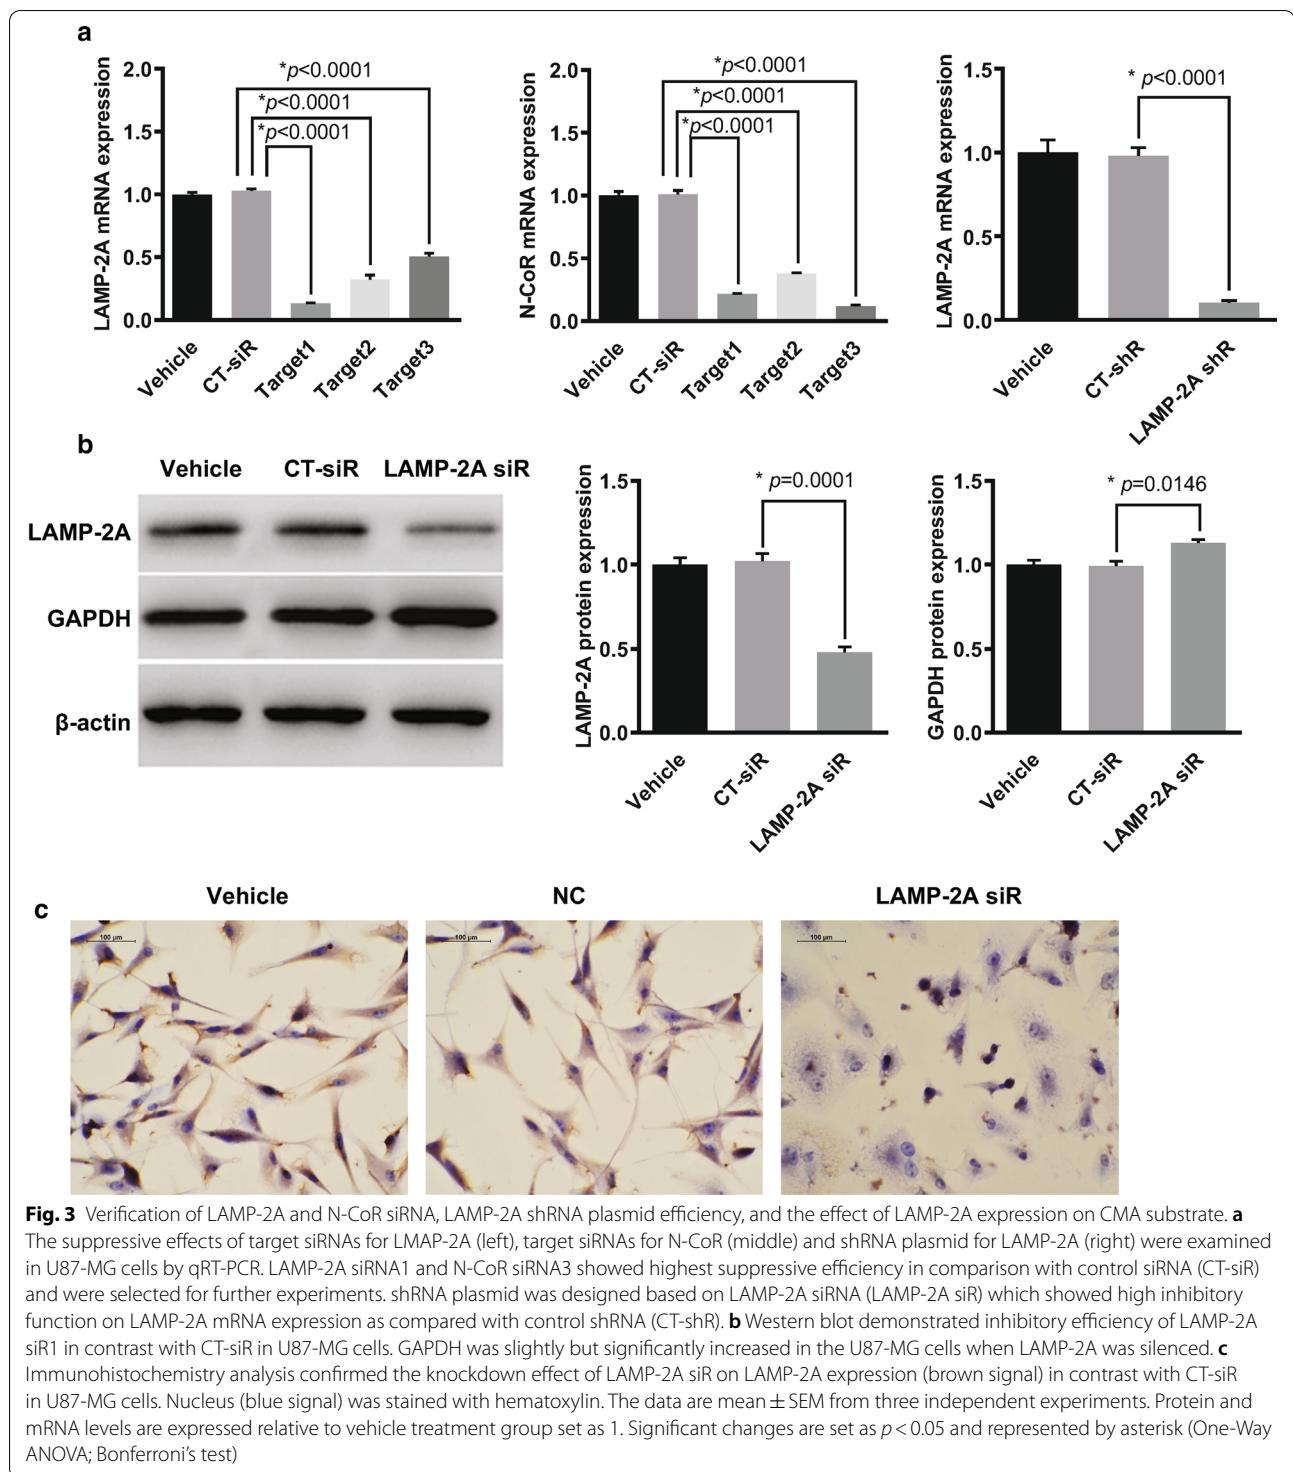 a
LAMP-2A mRNA expression
2.0
1.5
1.0
0.5
0.0
*p<0.0001
*p<0.0001
*p<0.0001
Vehicle
CT-siR
Target1
Target2
Target3
N-CoR mRNA expression
2.0
1.5
1.0
0.5
0.0
*p<0.0001
*p<0.0001
*p<0.0001
Vehicle
CT-siR
Target1
Target2
Target3
LAMP-2A mRNA expression
1.5
1.0
0.5
0.0
* p<0.0001
Vehicle
CT-shR
LAMP-2A shR
b
Vehicle CT-siR LAMP-2A siR
LAMP-2A
GAPDH
β-actin
LAMP-2A protein expression
1.5
1.0
0.5
0.0
* p=0.0001
Vehicle
CT-siR
LAMP-2A siR
GAPDH protein expression
1.5
1.0
0.5
0.0
* p=0.0146
Vehicle
CT-siR
LAMP-2A siR
c
Vehicle NC LAMP-2A siR
100 µm 100 µm 100 µm
Fig. 3 Verification of LAMP-2A and N-CoR siRNA, LAMP-2A shRNA plasmid efficiency, and the effect of LAMP-2A expression on CMA substrate. a
The suppressive effects of target siRNAs for LMAP-2A (left), target siRNAs for N-CoR (middle) and shRNA plasmid for LAMP-2A (right) were examined
in U87-MG cells by qRT-PCR. LAMP-2A siRNA1 and N-CoR siRNA3 showed highest suppressive efficiency in comparison with control siRNA (CT-siR)
and were selected for further experiments. shRNA plasmid was designed based on LAMP-2A siRNA (LAMP-2A siR) which showed high inhibitory
function on LAMP-2A mRNA expression as compared with control shRNA (CT-shR). b Western blot demonstrated inhibitory efficiency of LAMP-2A
siR1 in contrast with CT-siR in U87-MG cells. GAPDH was slightly but significantly increased in the U87-MG cells when LAMP-2A was silenced. c
Immunohistochemistry analysis confirmed the knockdown effect of LAMP-2A siR on LAMP-2A expression (brown signal) in contrast with CT-siR
in U87-MG cells. Nucleus (blue signal) was stained with hematoxylin. The data are mean ± SEM from three independent experiments. Protein and
mRNA levels are expressed relative to vehicle treatment group set as 1. Significant changes are set as p < 0.05 and represented by asterisk (One-Way
ANOVA; Bonferroni's test)